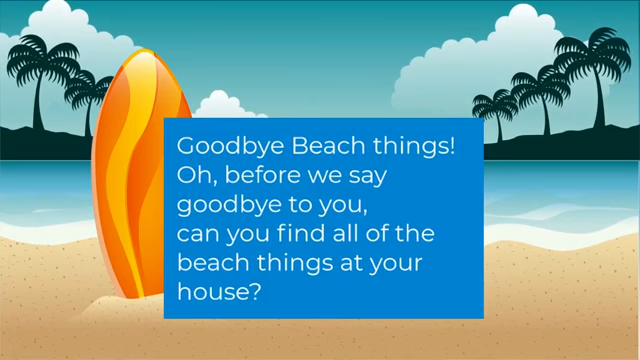 Goodbye Beach things!
Oh, before we say
goodbye to you,
can you find all of the
beach things at your
house?